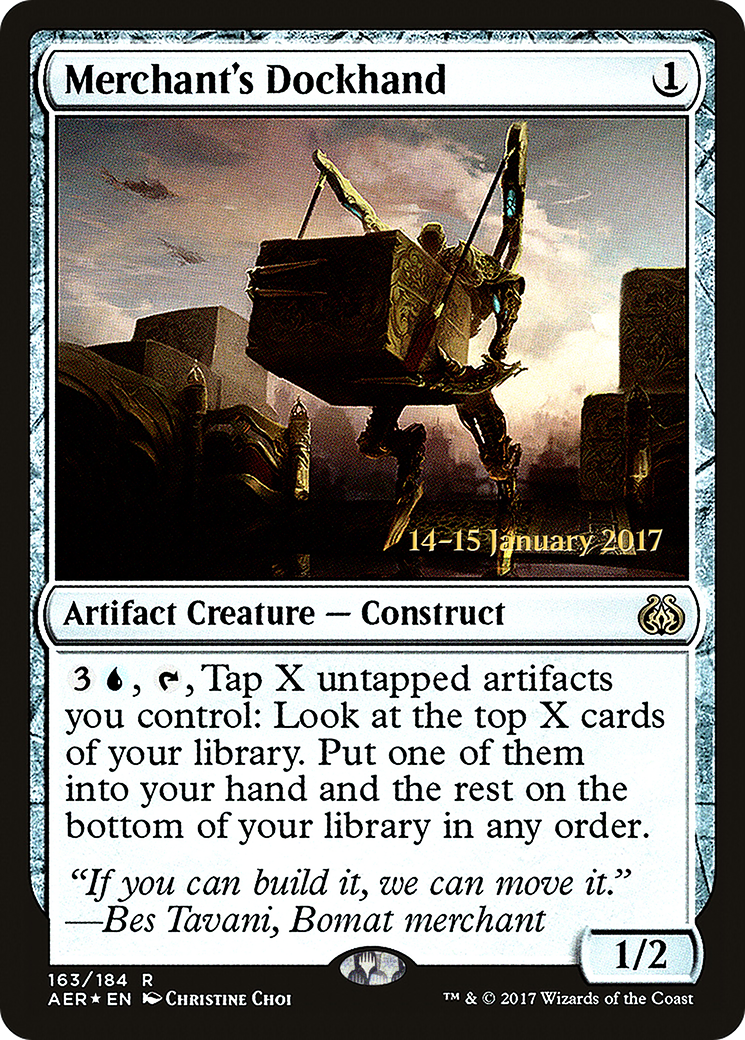 Merchant's Dockhand 1
14–15 January 2017
Artifact Creature — Construct
3 , , Tap X untapped artifacts
you control: Look at the top X cards
of your library. Put one of them
into your hand and the rest on the
bottom of your library in any order.
“If you can build it, we can move it.”
—Bes Tavani, Bomat merchant
1/2
163/184 R
AER★EN Christine Choi
™ & © 2017 Wizards of the Coast